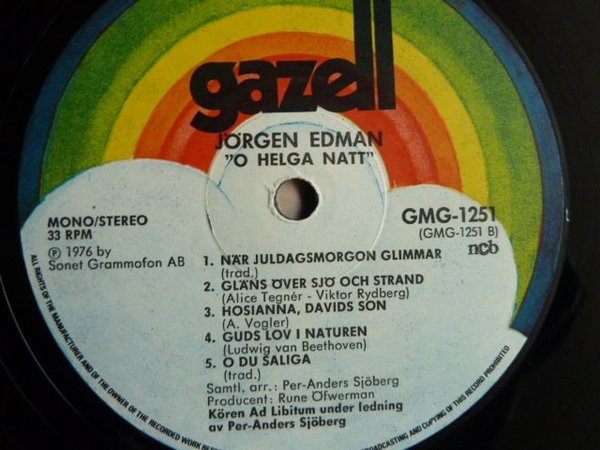 gazell
JÖRGEN EDMAN
"O HELGA NATT"
MONO/STEREO
33 RPM
GMG-1251
(GMG-1251 B)
ncb
℗ 1976 by
Sonet Grammofon AB
1. NÄR JULDAGSMORGON GLIMMAR
(trad.)
2. GLÄNS ÖVER SJÖ OCH STRAND
(Alice Tegnér - Viktor Rydberg)
3. HOSIANNA, DAVIDS SON
(A. Vogler)
4. GUDS LOV I NATUREN
(Ludwig van Beethoven)
5. O DU SALIGA
(trad.)
Samtl. arr.: Per-Anders Sjöberg
Producent: Rune Öfwerman
Kören Ad Libitum under ledning
av Per-Anders Sjöberg
ALL RIGHTS OF THE MANUFACTURER AND OF THE OWNER OF THE RECORDED WORK
BROADCASTING AND COPYING OF THIS RECORD PROHIBITED